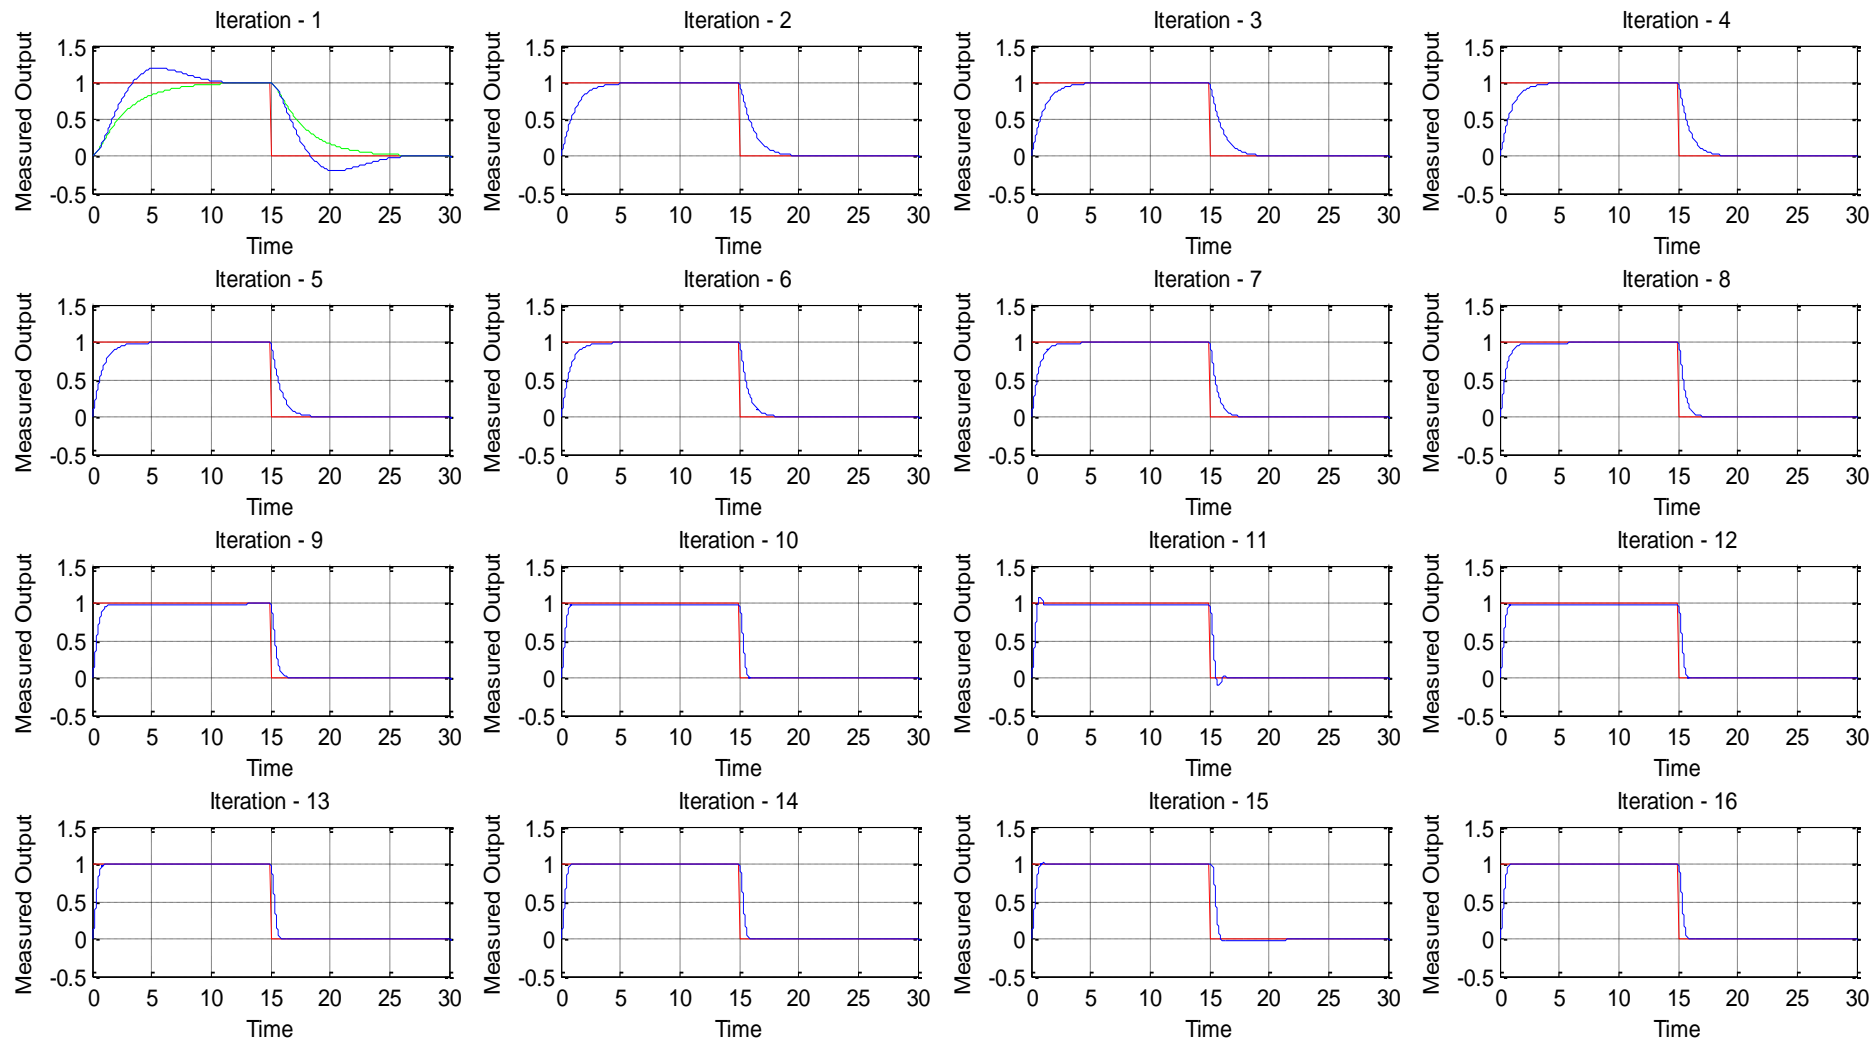 Iteration - 1
Iteration - 2
Iteration - 3
Iteration - 4
Measured Output
1.5
1
0.5
0
-0.5
0 5 10 15 20 25 30
Time
Measured Output
1.5
1
0.5
0
-0.5
0 5 10 15 20 25 30
Time
Measured Output
1.5
1
0.5
0
-0.5
0 5 10 15 20 25 30
Time
Measured Output
1.5
1
0.5
0
-0.5
0 5 10 15 20 25 30
Time
Iteration - 5
Iteration - 6
Iteration - 7
Iteration - 8
Measured Output
1.5
1
0.5
0
-0.5
0 5 10 15 20 25 30
Time
Measured Output
1.5
1
0.5
0
-0.5
0 5 10 15 20 25 30
Time
Measured Output
1.5
1
0.5
0
-0.5
0 5 10 15 20 25 30
Time
Measured Output
1.5
1
0.5
0
-0.5
0 5 10 15 20 25 30
Time
Iteration - 9
Iteration - 10
Iteration - 11
Iteration - 12
Measured Output
1.5
1
0.5
0
-0.5
0 5 10 15 20 25 30
Time
Measured Output
1.5
1
0.5
0
-0.5
0 5 10 15 20 25 30
Time
Measured Output
1.5
1
0.5
0
-0.5
0 5 10 15 20 25 30
Time
Measured Output
1.5
1
0.5
0
-0.5
0 5 10 15 20 25 30
Time
Iteration - 13
Iteration - 14
Iteration - 15
Iteration - 16
Measured Output
1.5
1
0.5
0
-0.5
0 5 10 15 20 25 30
Time
Measured Output
1.5
1
0.5
0
-0.5
0 5 10 15 20 25 30
Time
Measured Output
1.5
1
0.5
0
-0.5
0 5 10 15 20 25 30
Time
Measured Output
1.5
1
0.5
0
-0.5
0 5 10 15 20 25 30
Time